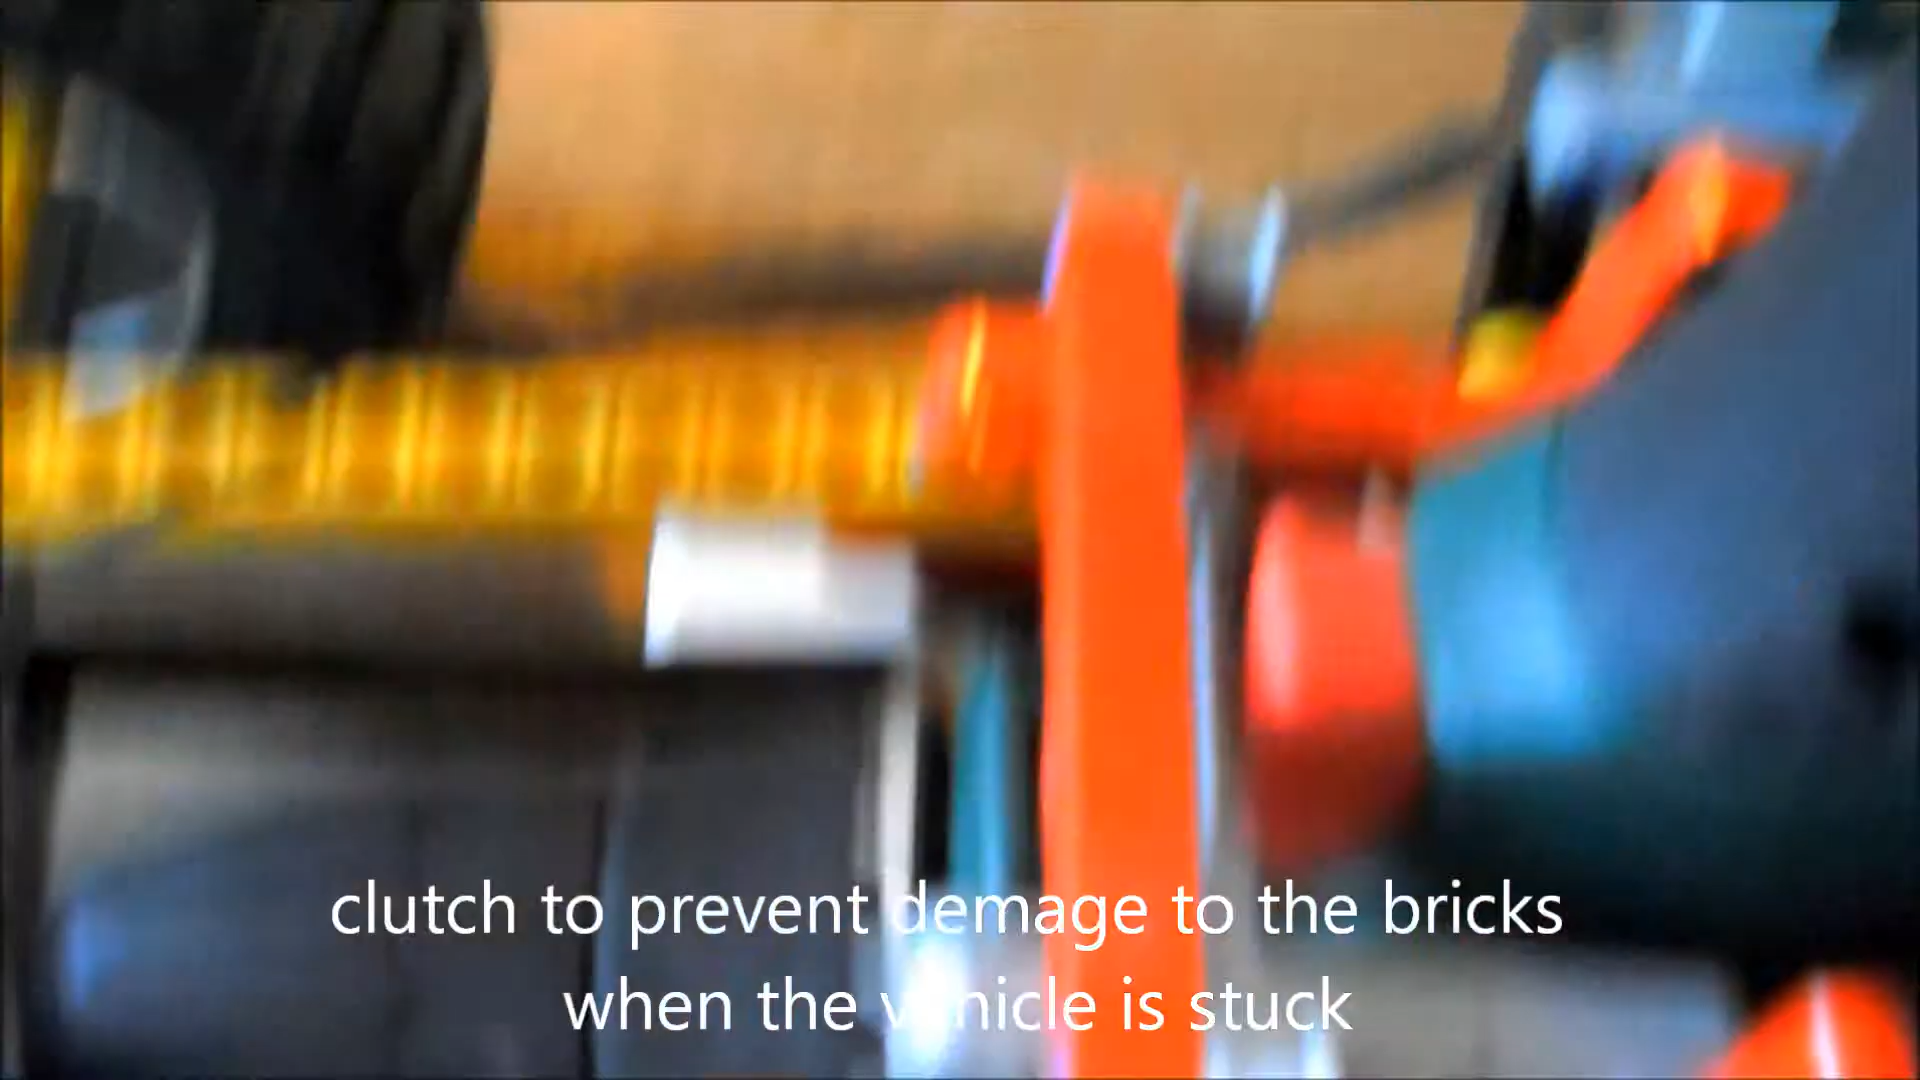 clutch to prevent demage to the bricks
when the vehicle is stuck